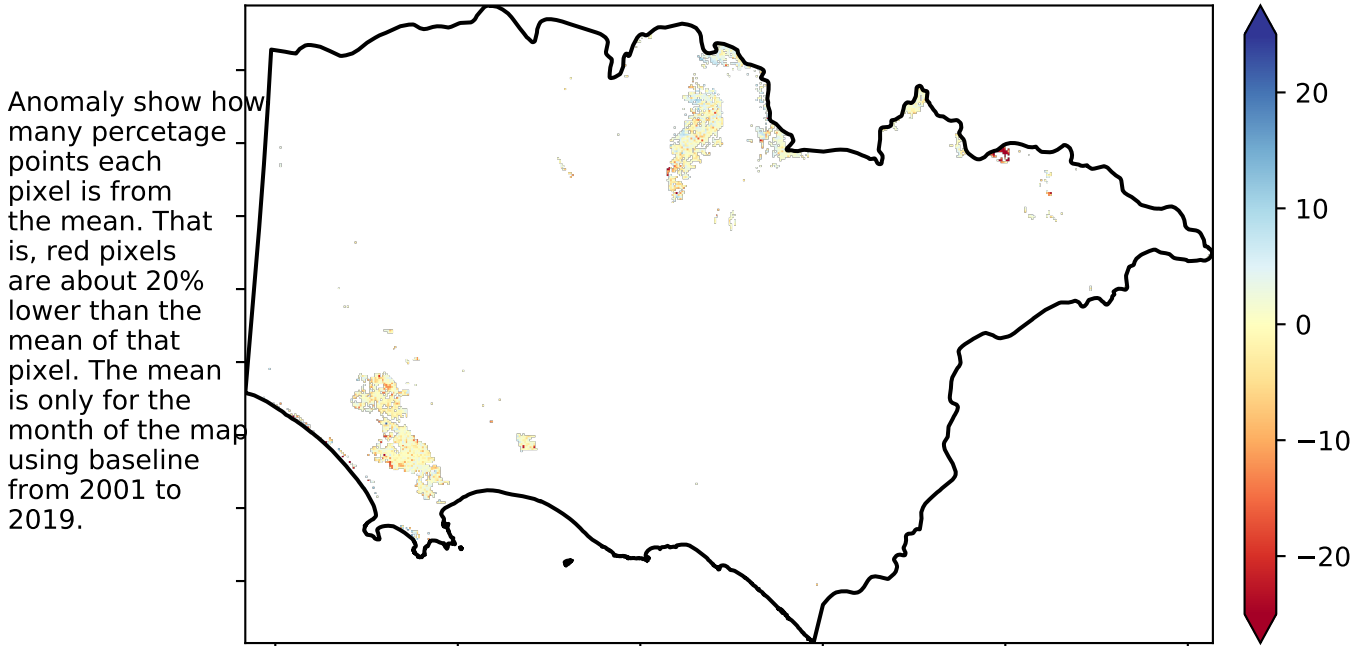 Anomaly show how
many percetage
points each
pixel is from
the mean. That
is, red pixels
are about 20%
lower than the
mean of that
pixel. The mean
is only for the
month of the map
using baseline
from 2001 to
2019.
20
10
0
−10
−20